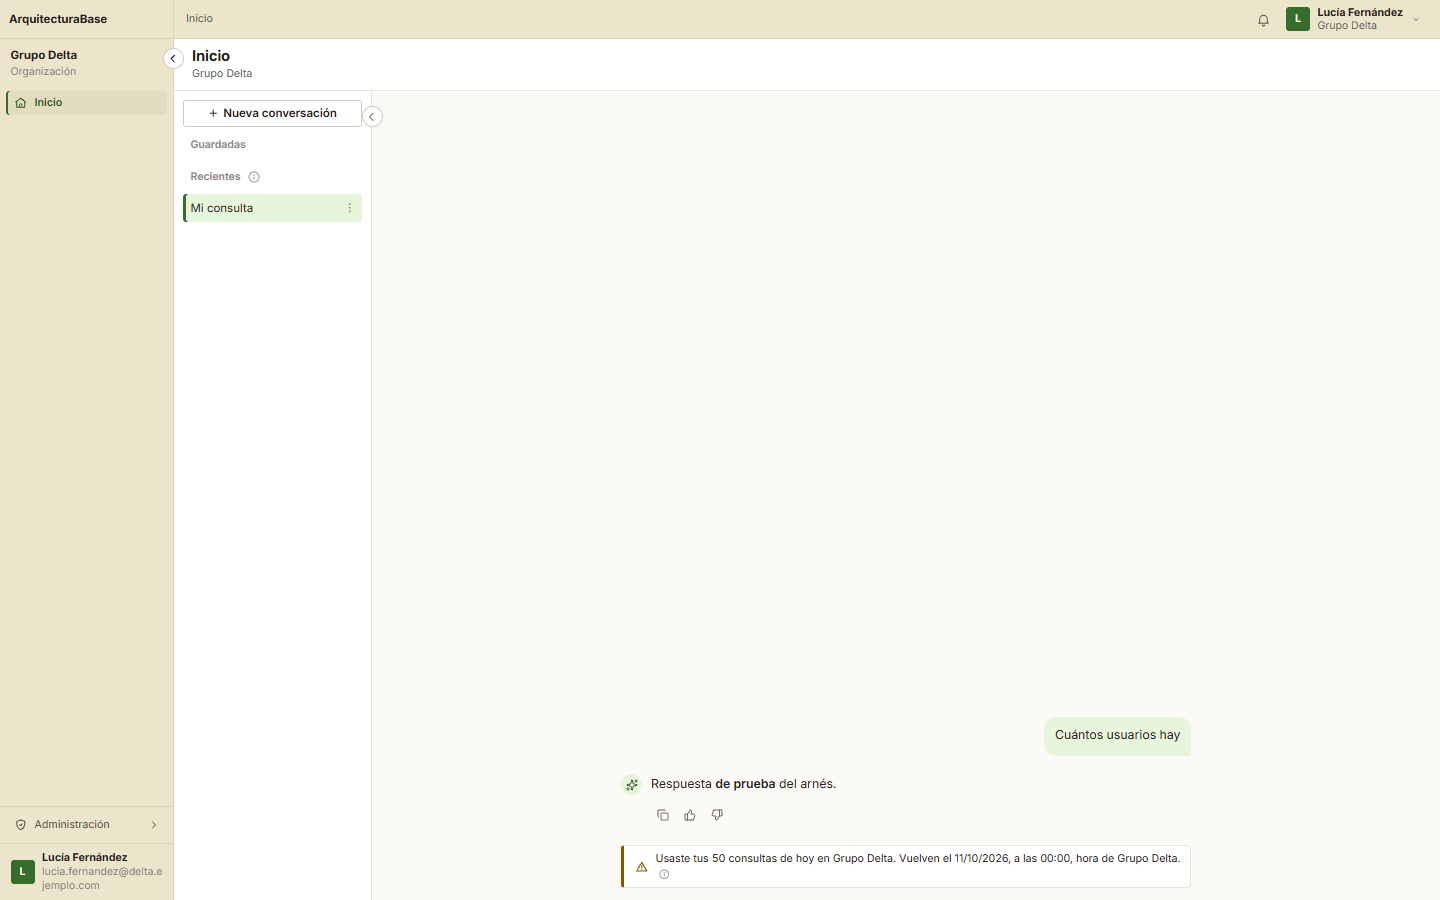 ArquitecturaBase
Inicio
L
Lucía Fernández
Grupo Delta
Grupo Delta
Organización
Inicio
Administración
L
Lucía Fernández
lucia.fernandez@delta.e
jemplo.com
Inicio
Grupo Delta
+ Nueva conversación
Guardadas
Recientes
Mi consulta
Cuántos usuarios hay
Respuesta de prueba del arnés.
Usaste tus 50 consultas de hoy en Grupo Delta. Vuelven el 11/10/2026, a las 00:00, hora de Grupo Delta.